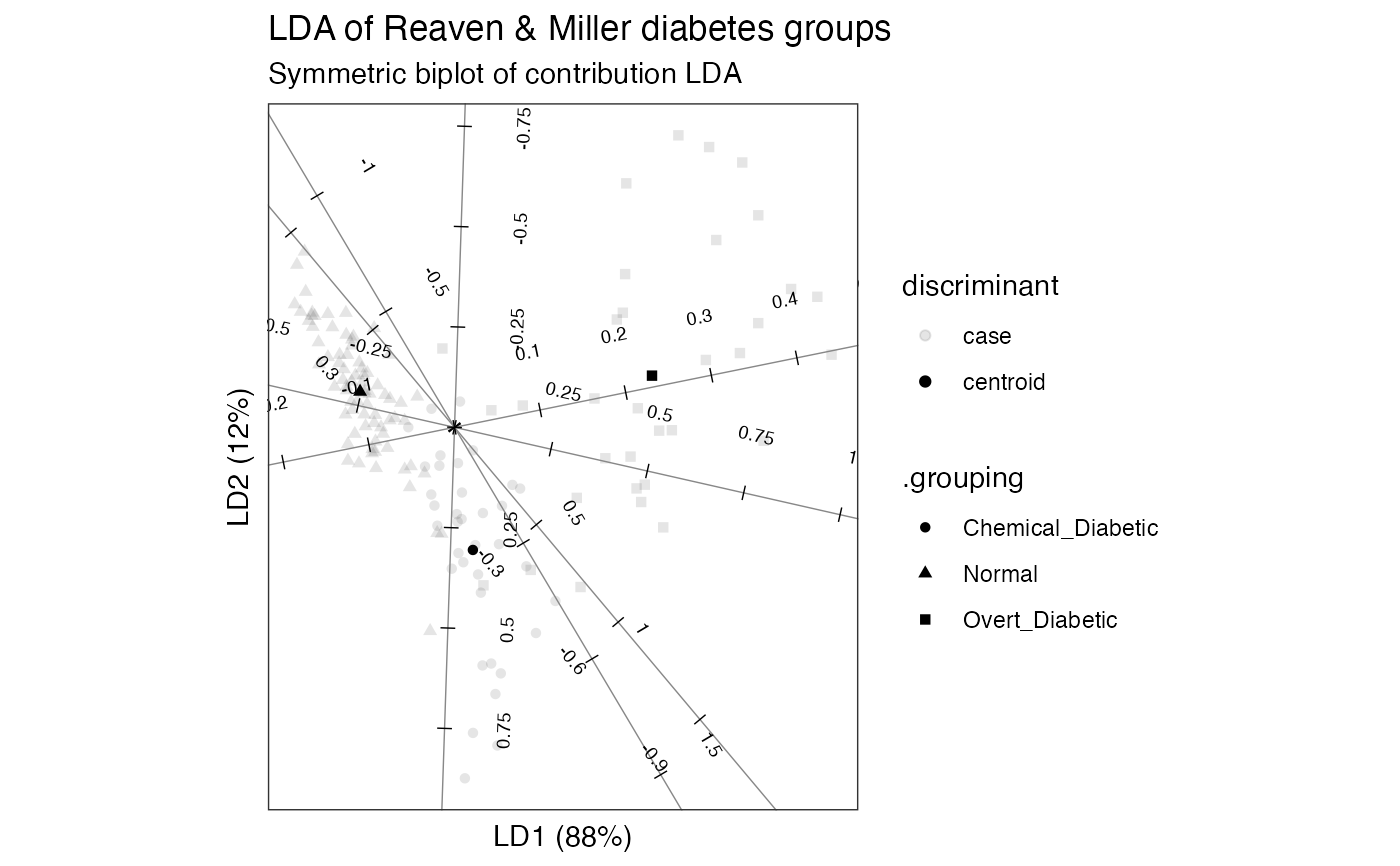 LDA of Reaven & Miller diabetes groups
Symmetric biplot of contribution LDA
-0.75
-1
-0.5
-0.5
0.4
0.3
0.5
-0.25
0.2
-0.25
0.1
0.3
-0.1
0.25
0.2
0.5
0.75
1
0.5
0.25
-0.3
0.5
1
-0.6
0.75
1.5
-0.9
LD2 (12%)
LD1 (88%)
discriminant
case
centroid
.grouping
Chemical_Diabetic
Normal
Overt_Diabetic